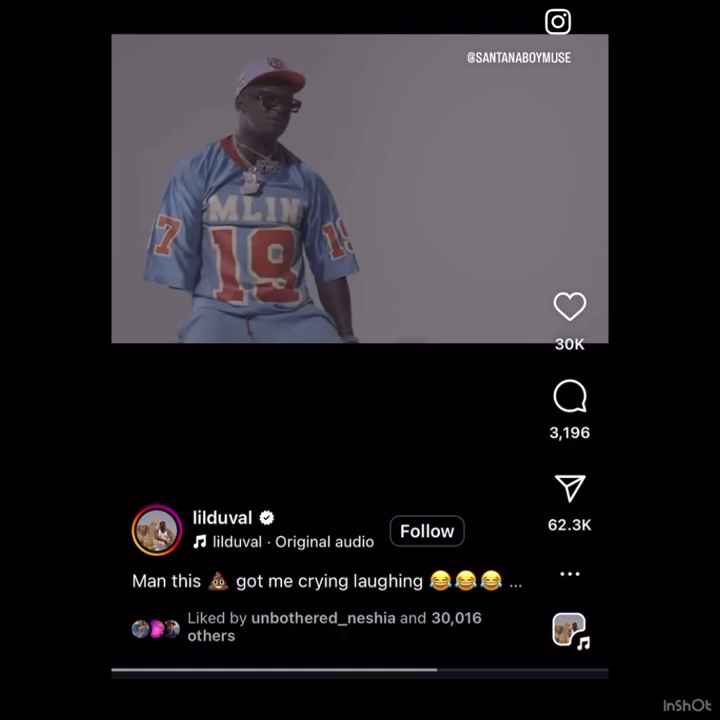 @SANTANABOYMUSE
MLIN
17
19
19
30K
3,196
lilduval
lilduval · Original audio
Follow
62.3K
Man this 💩 got me crying laughing 😂😂😂 ...
Liked by unbothered_neshia and 30,016
others
InShOt